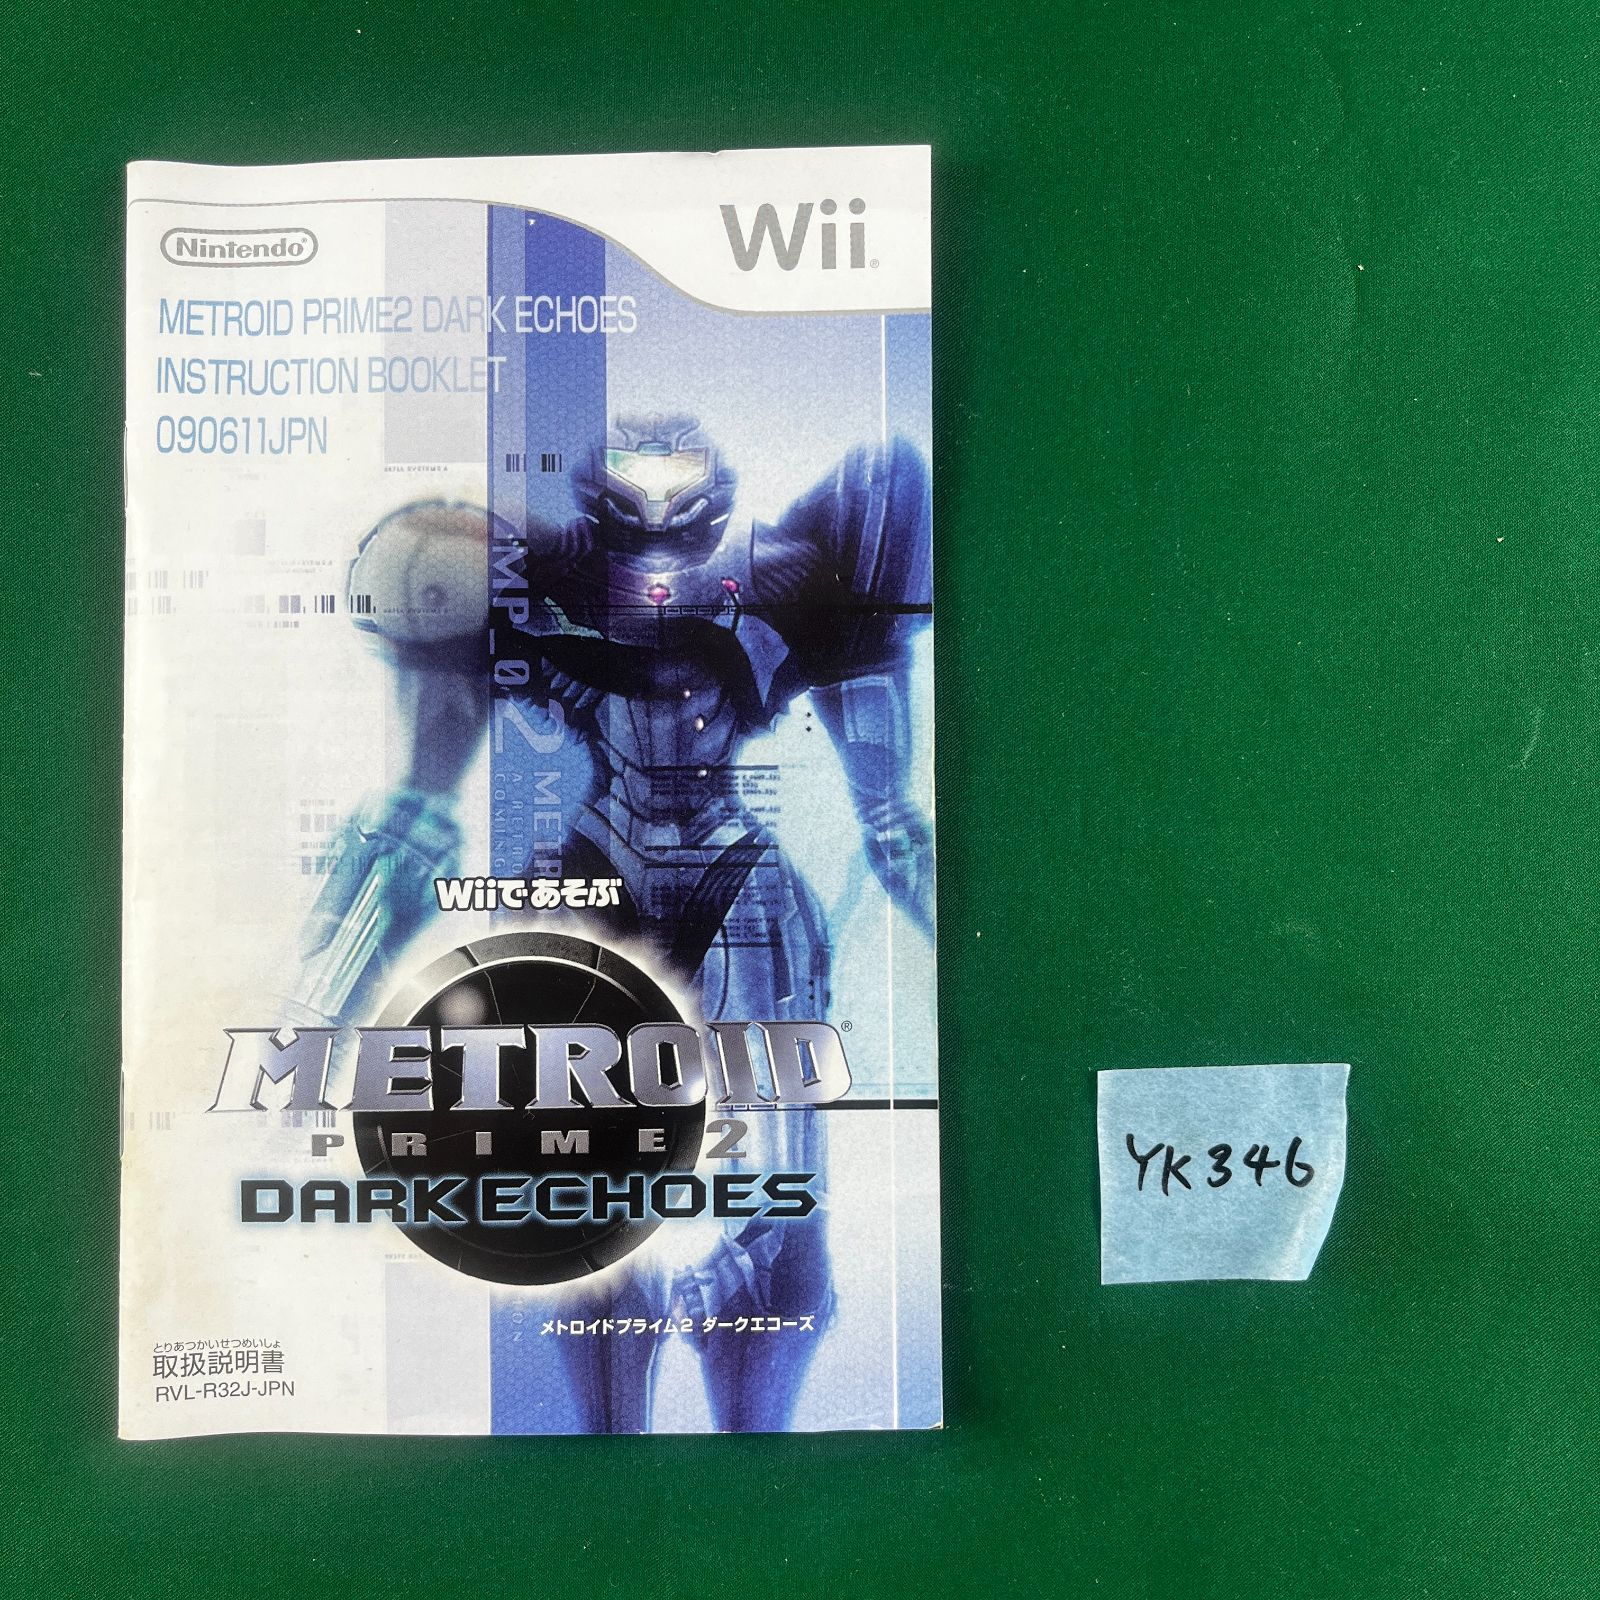 Nintendo®
Wii®
METROID PRIME2 DARK ECHOES
INSTRUCTION BOOKLET
090611JPN
MP_02 METR
Wiiであそぶ
METROID®
PRIME2
DARK ECHOES
メトロイドプライム2 ダークエコーズ
とりあつかいせつめいしょ
取扱説明書
RVL-R32J-JPN
YK346